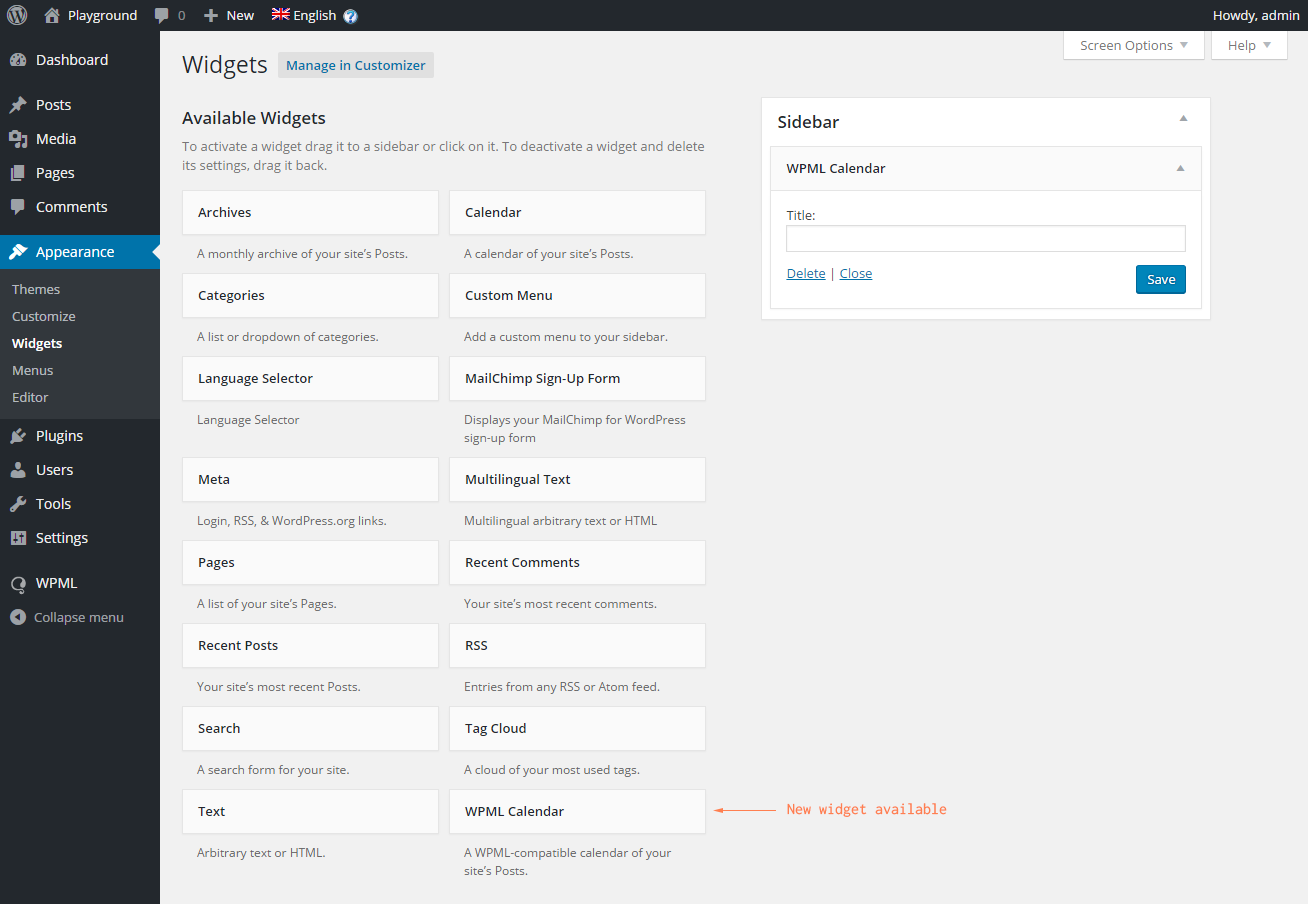 Playground 0 New English Howdy, admin
Screen Options Help
Dashboard
Posts
Media
Pages
Comments
Appearance
Themes
Customize
Widgets
Menus
Editor
Plugins
Users
Tools
Settings
WPML
Collapse menu
Widgets Manage in Customizer
Available Widgets
To activate a widget drag it to a sidebar or click on it. To deactivate a widget and delete
its settings, drag it back.
Archives
A monthly archive of your site’s Posts.
Calendar
A calendar of your site’s Posts.
Categories
A list or dropdown of categories.
Custom Menu
Add a custom menu to your sidebar.
Language Selector
Language Selector
MailChimp Sign-Up Form
Displays your MailChimp for WordPress
sign-up form
Meta
Login, RSS, & WordPress.org links.
Multilingual Text
Multilingual arbitrary text or HTML
Pages
A list of your site’s Pages.
Recent Comments
Your site’s most recent comments.
Recent Posts
Your site’s most recent Posts.
RSS
Entries from any RSS or Atom feed.
Search
A search form for your site.
Tag Cloud
A cloud of your most used tags.
Text
Arbitrary text or HTML.
WPML Calendar
A WPML-compatible calendar of your
site’s Posts.
New widget available
Sidebar
WPML Calendar
Title:
Delete | Close
Save